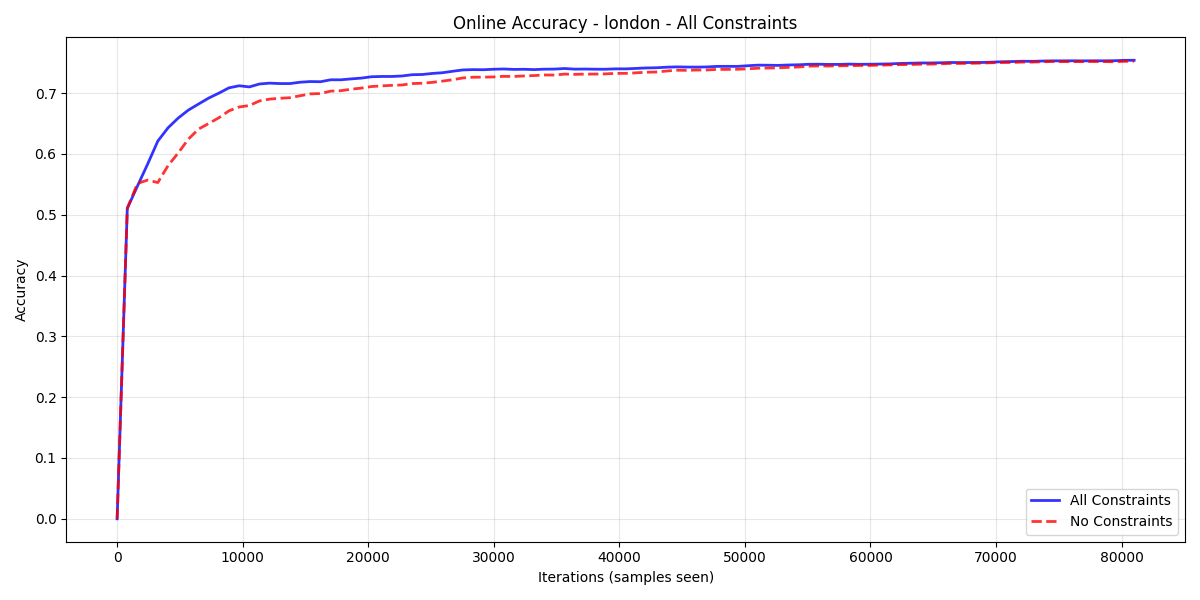 Online Accuracy - london - All Constraints
Accuracy
0.7
0.6
0.5
0.4
0.3
0.2
0.1
0.0
All Constraints
No Constraints
0 10000 20000 30000 40000 50000 60000 70000 80000
Iterations (samples seen)